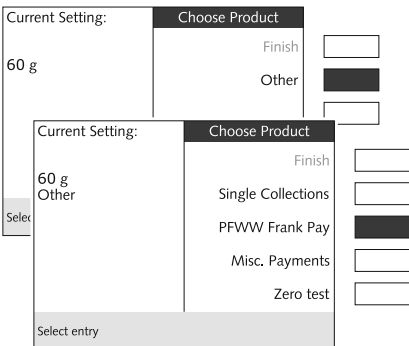 Current Setting:
Choose Product
Finish
60 g
Other
Current Setting:
Choose Product
Finish
60 g
Other
Single Collections
PFWW Frank Pay
Misc. Payments
Zero test
Select entry